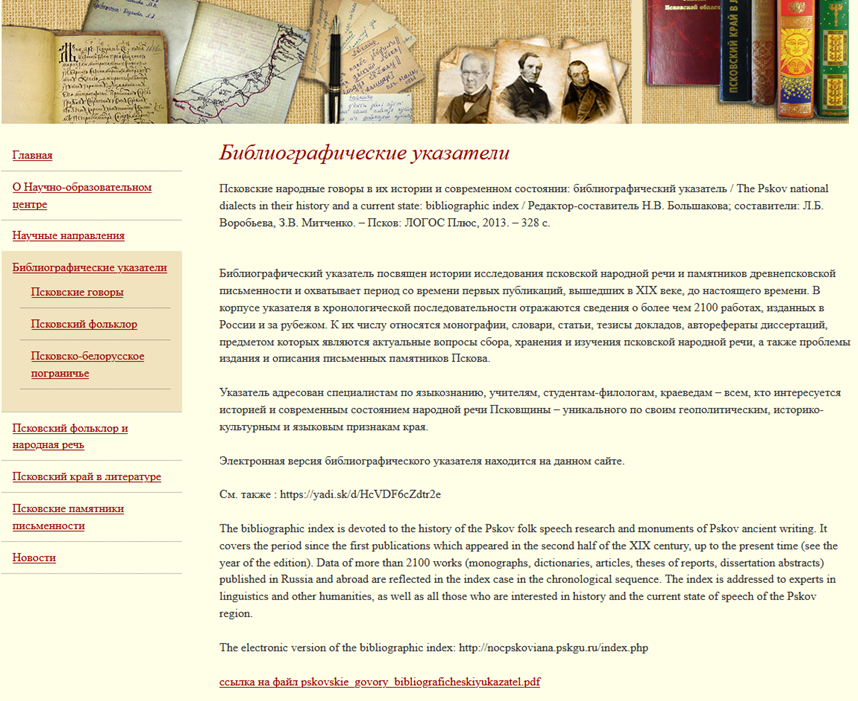 Псковской облас
ПСКОВСКИЙ КРАЙ В Л
Главная
О Научно-образовательном
центре
Научные направления
Библиографические указатели
Псковские говоры
Псковский фольклор
Псковско-белорусское
пограничье
Псковский фольклор и
народная речь
Псковский край в литературе
Псковские памятники
письменности
Новости
Библиографические указатели
Псковские народные говоры в их истории и современном состоянии: библиографический указатель / The Pskov national
dialects in their history and a current state: bibliographic index / Редактор-составитель Н.В. Большакова; составители: Л.Б.
Воробьева, З.В. Митченко. – Псков: ЛОГОС Плюс, 2013. – 328 с.
Библиографический указатель посвящен истории исследования псковской народной речи и памятников древнепсковской
письменности и охватывает период со времени первых публикаций, вышедших в XIX веке, до настоящего времени. В
корпусе указателя в хронологической последовательности отражаются сведения о более чем 2100 работах, изданных в
России и за рубежом. К их числу относятся монографии, словари, статьи, тезисы докладов, авторефераты диссертаций,
предметом которых являются актуальные вопросы сбора, хранения и изучения псковской народной речи, а также проблемы
издания и описания письменных памятников Пскова.
Указатель адресован специалистам по языкознанию, учителям, студентам-филологам, краеведам – всем, кто интересуется
историей и современным состоянием народной речи Псковщины – уникального по своим геополитическим, историко-
культурным и языковым признакам края.
Электронная версия библиографического указателя находится на данном сайте.
См. также : https://yadi.sk/d/HcVDF6cZdtr2e
The bibliographic index is devoted to the history of the Pskov folk speech research and monuments of Pskov ancient writing. It
covers the period since the first publications which appeared in the second half of the XIX century, up to the present time (see the
year of the edition). Data of more than 2100 works (monographs, dictionaries, articles, theses of reports, dissertation abstracts)
published in Russia and abroad are reflected in the index case in the chronological sequence. The index is addressed to experts in
linguistics and other humanities, as well as all those who are interested in history and the current state of speech of the Pskov
region.
The electronic version of the bibliographic index: http://nocpskoviana.pskgu.ru/index.php
ссылка на файл pskovskie_govory_bibliograficheskiyukazatel.pdf